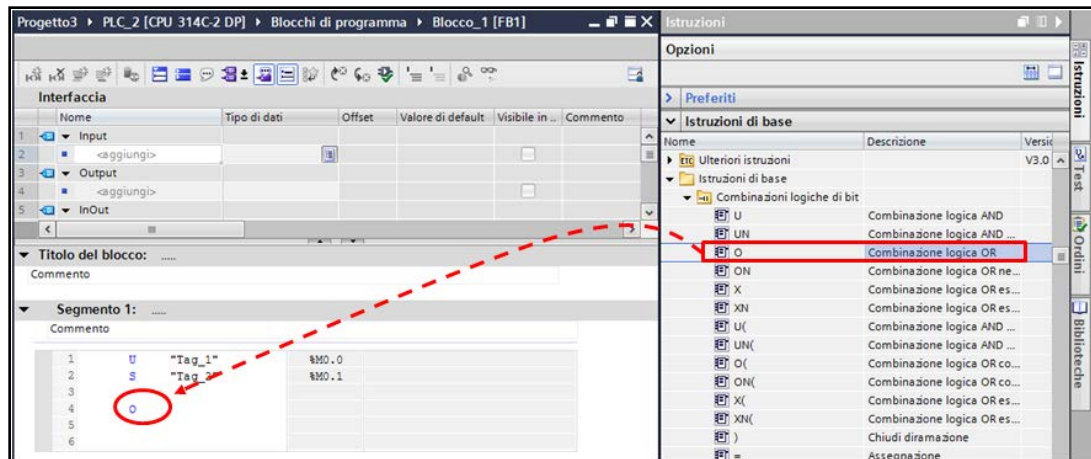 Progetto3 ▸ PLC_2 [CPU 314C-2 DP] ▸ Blocchi di programma ▸ Blocco_1 [FB1]
Interfaccia
Nome Tipo di dati Offset Valore di default Visibile in .. Commento
1 Input
2 <aggiungi>
3 Output
4 <aggiungi>
5 InOut
Titolo del blocco: .....
Commento
Segmento 1: .....
Commento
1 U "Tag_1" %M0.0
2 S "Tag_2" %M0.1
3
4 O
5
6
Istruzioni
Opzioni
Preferiti
Istruzioni di base
Nome Descrizione Versic
Ulteriori istruzioni V3.0
Istruzioni di base
Combinazioni logiche di bit
U Combinazione logica AND
UN Combinazione logica AND ...
O Combinazione logica OR
ON Combinazione logica OR ne...
X Combinazione logica OR es...
XN Combinazione logica OR es...
U( Combinazione logica AND ...
UN( Combinazione logica AND ...
O( Combinazione logica OR co...
ON( Combinazione logica OR co...
X( Combinazione logica OR es...
XN( Combinazione logica OR es...
) Chiudi diramazione
= Assegnazione
Istruzioni
Test
Ordini
Biblioteche